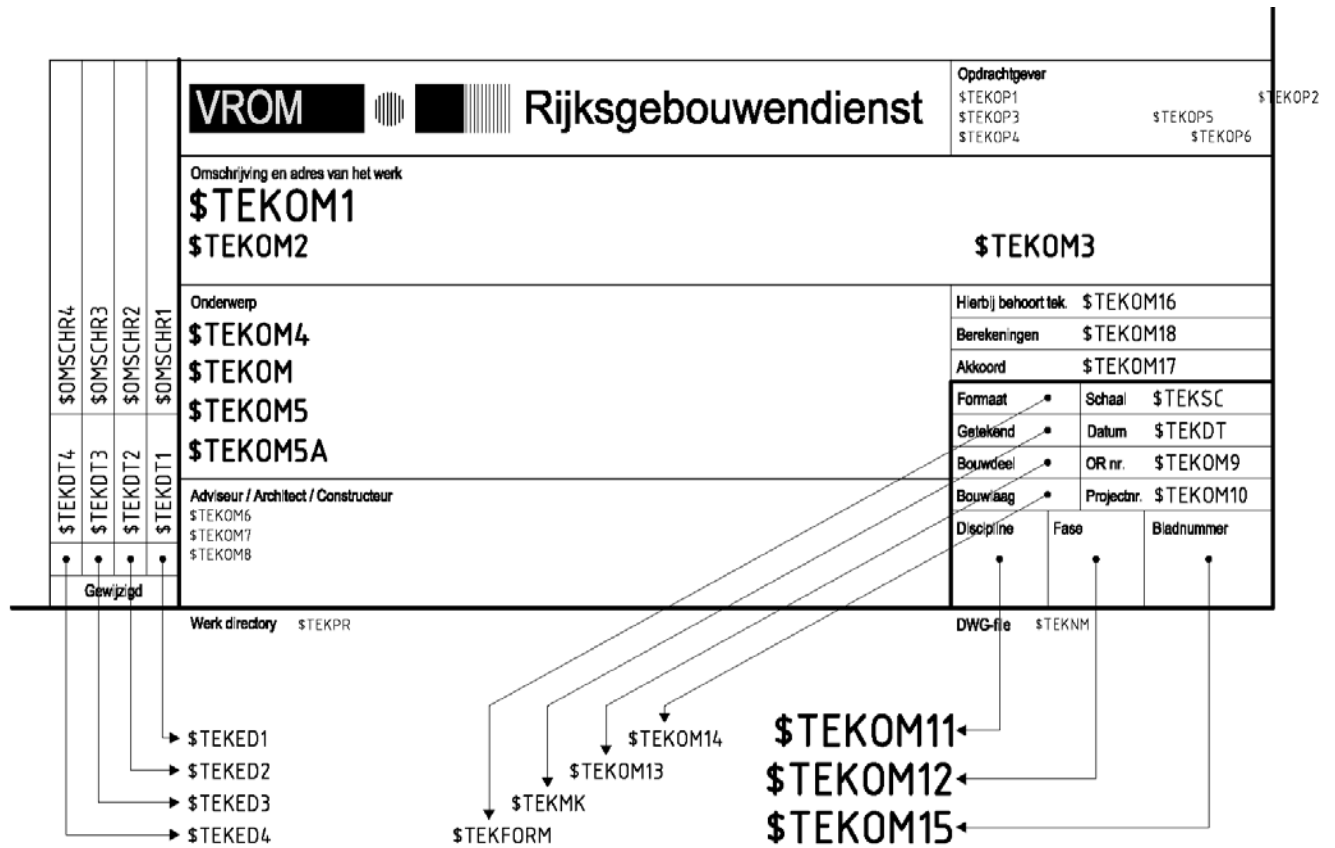 VROM Rijksgebouwendienst
Opdrachtgever
$TEKOP1 $TEKOP2
$TEKOP3 $TEKOP5
$TEKOP4 $TEKOP6
Omschrijving en adres van het werk
$TEKOM1
$TEKOM2 $TEKOM3
$OMSCHR4
$OMSCHR3
$OMSCHR2
$OMSCHR1
$TEKDT4
$TEKDT3
$TEKDT2
$TEKDT1
Gewijzigd
Onderwerp
$TEKOM4
$TEKOM
$TEKOM5
$TEKOM5A
Hierbij behoort tek. $TEKOM16
Berekeningen $TEKOM18
Akkoord $TEKOM17
Formaat Schaal $TEKSC
Getekend Datum $TEKDT
Bouwdeel OR nr. $TEKOM9
Bouwlaag Projectnr. $TEKOM10
Discipline Fase Bladnummer
Adviseur / Architect / Constructeur
$TEKOM6
$TEKOM7
$TEKOM8
Werk directory $TEKPR
DWG-file $TEKNM
$TEKED1
$TEKED2
$TEKED3
$TEKED4
$TEKOM14
$TEKOM13
$TEKMK
$TEKFORM
$TEKOM11
$TEKOM12
$TEKOM15